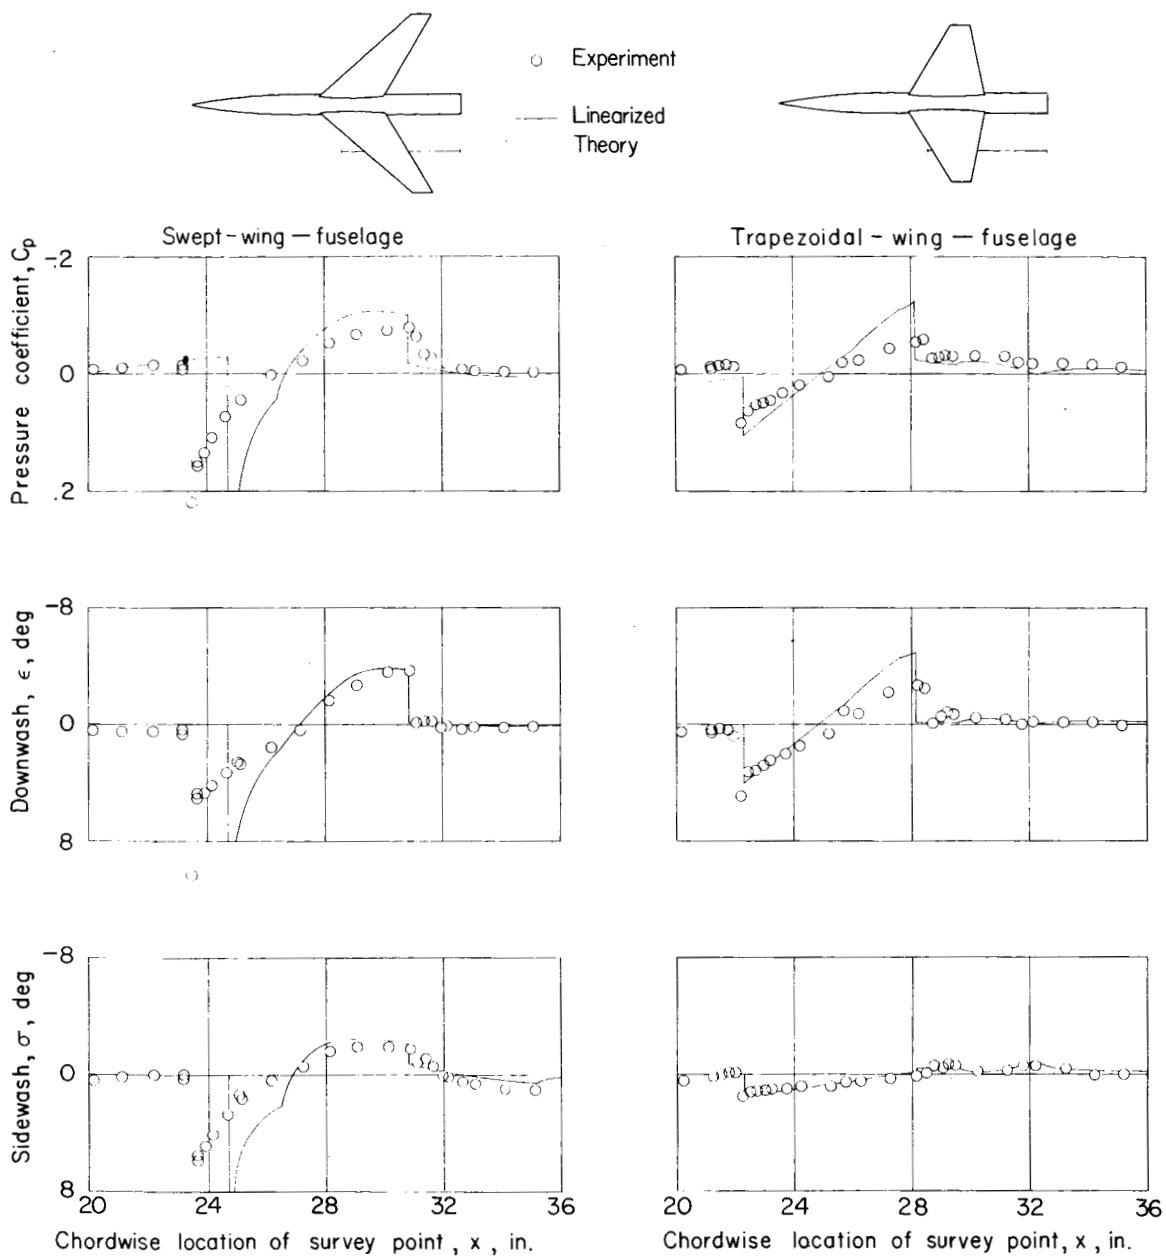 Experiment
Linearized
Theory
Swept-wing—fuselage
Trapezoidal-wing—fuselage
Pressure coefficient, Cp
-.2
0
.2
Downwash, ϵ, deg
-8
0
8
Sidewash, σ, deg
-8
0
8
20 24 28 32 36
20 24 28 32 36
Chordwise location of survey point, x, in.
Chordwise location of survey point, x, in.